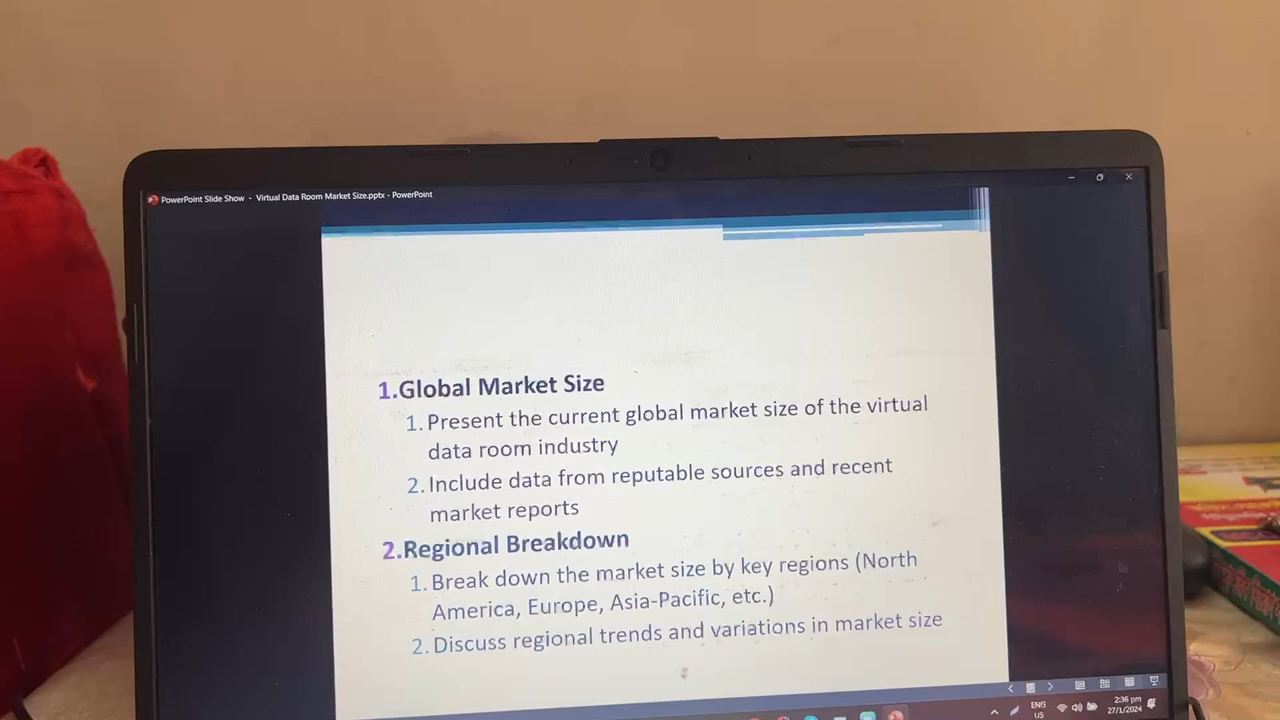 PowerPoint Slide Show - Virtual Data Room Market Size.pptx - PowerPoint
1.Global Market Size
1. Present the current global market size of the virtual
data room industry
2. Include data from reputable sources and recent
market reports
2.Regional Breakdown
1. Break down the market size by key regions (North
America, Europe, Asia-Pacific, etc.)
2. Discuss regional trends and variations in market size
ENG
US
2:36 pm
27/1/2024